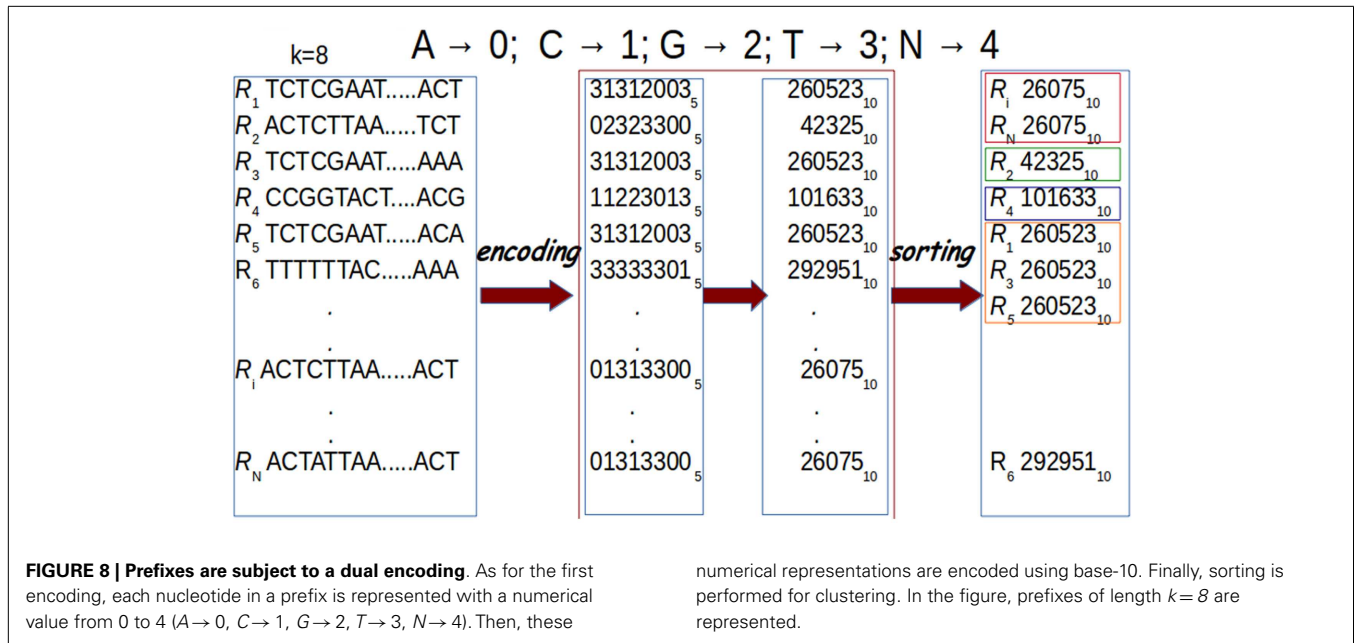 k=8 A → 0; C → 1; G → 2; T → 3; N → 4
R1 TCTCGAAT.....ACT 313120035 26052310 Ri 2607510
R2 ACTCTTAA.....TCT 023233005 4232510 RN 2607510
R3 TCTCGAAT.....AAA 313120035 26052310 R2 4232510
R4 CCGGTACT....ACG 112230135 10163310 R4 10163310
R5 TCTCGAAT.....ACA encoding 313120035 26052310 sorting R1 26052310
R6 TTTTTTAC.....AAA 333333015 29295110 R3 26052310
. . . R5 26052310
. . .
Ri ACTCTTAA.....ACT 013133005 2607510
. . .
. . .
RN ACTATTAA.....ACT 013133005 2607510 R6 29295110
FIGURE 8 | Prefixes are subject to a dual encoding. As for the first
encoding, each nucleotide in a prefix is represented with a numerical
value from 0 to 4 (A → 0, C → 1, G → 2, T → 3, N → 4). Then, these
numerical representations are encoded using base-10. Finally, sorting is
performed for clustering. In the figure, prefixes of length k = 8 are
represented.